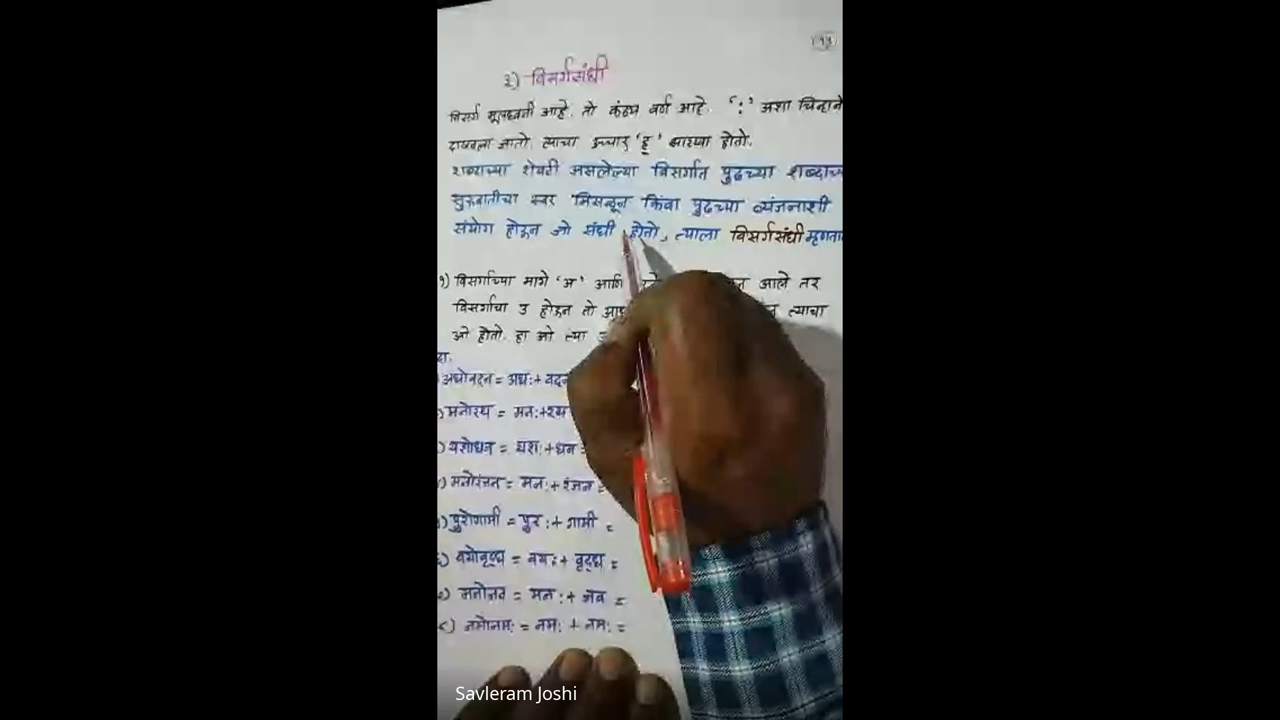 ३) विसर्गसंधी
विसर्ग मूलध्वनी आहे. तो कंठ्य वर्ण आहे. ':' अशा चिन्हाने
दाखवला जातो. त्याचा उच्चार 'ह्' सारखा होतो.
शब्दाच्या शेवटी असलेल्या विसर्गात पुढच्या शब्दाच्या
सुरुवातीचा स्वर मिसळून किंवा पुढच्या व्यंजनाशी
संयोग होऊन जो संधी होतो, त्याला विसर्गसंधी म्हणतात
१) विसर्गाच्या मागे 'अ' आणि आले तर
विसर्गाचा उ होऊन तो त्याचा
ओ होतो. हा ओ त्या
अधोवदन = अधः + वदन
मनोरथ = मनः + रथ
यशोधन = यशः + धन =
मनोरंजन = मनः + रंजन =
पुरोगामी = पुरः + गामी =
६) वयोवृद्ध = वयः + वृद्ध =
मनोजव = मनः + जव =
८) नमोनमः = नमः + नमः =
Savleram Joshi